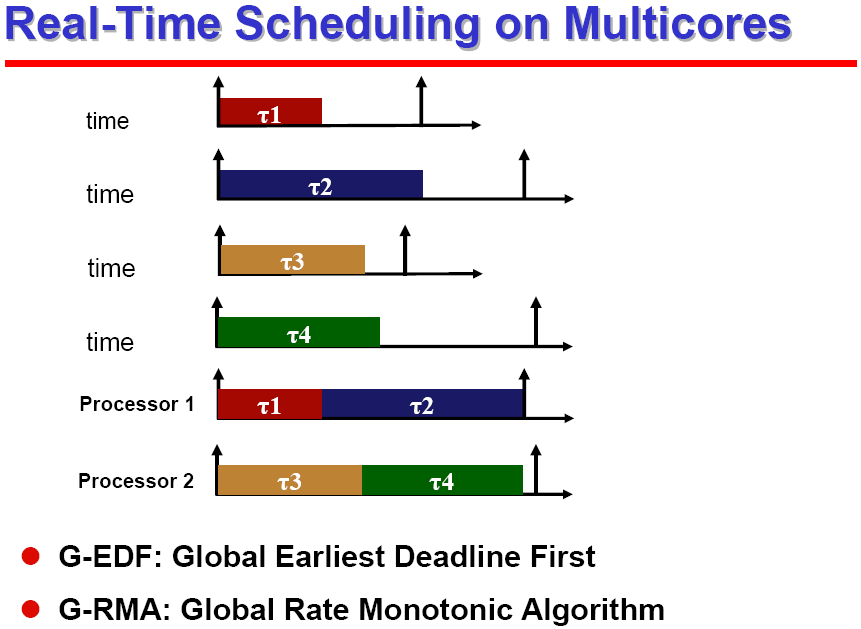 Real-Time Scheduling on Multicores
time τ1
time τ2
time τ3
time τ4
Processor 1 τ1 τ2
Processor 2 τ3 τ4
G-EDF: Global Earliest Deadline First
G-RMA: Global Rate Monotonic Algorithm